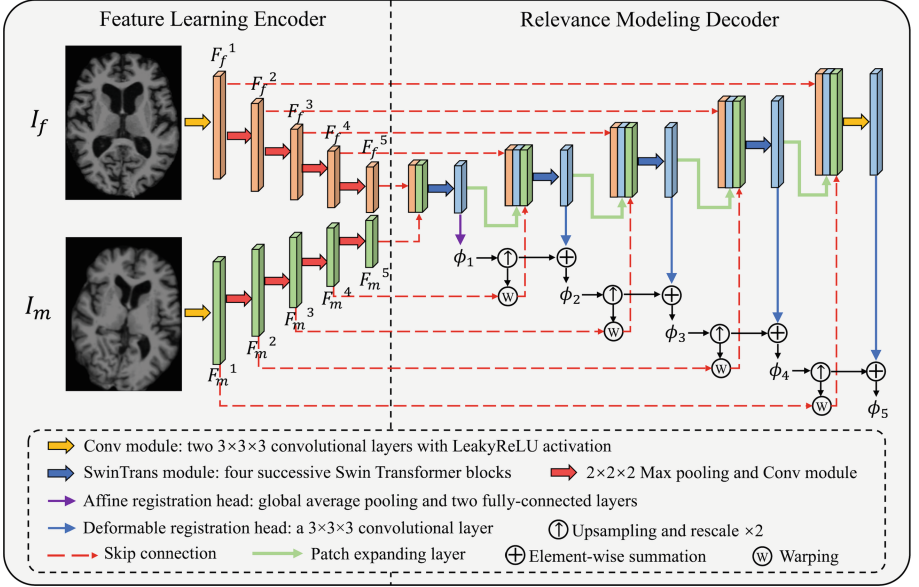 Feature Learning Encoder
Relevance Modeling Decoder
I_f
F_f^1
F_f^2
F_f^3
F_f^4
F_f^5
I_m
F_m^5
F_m^4
F_m^3
F_m^2
F_m^1
ϕ_1
W
ϕ_2
W
ϕ_3
W
ϕ_4
W
ϕ_5
Conv module: two 3×3×3 convolutional layers with LeakyReLU activation
SwinTrans module: four successive Swin Transformer blocks
2×2×2 Max pooling and Conv module
Affine registration head: global average pooling and two fully-connected layers
Deformable registration head: a 3×3×3 convolutional layer
Upsampling and rescale ×2
Skip connection
Patch expanding layer
Element-wise summation
W Warping